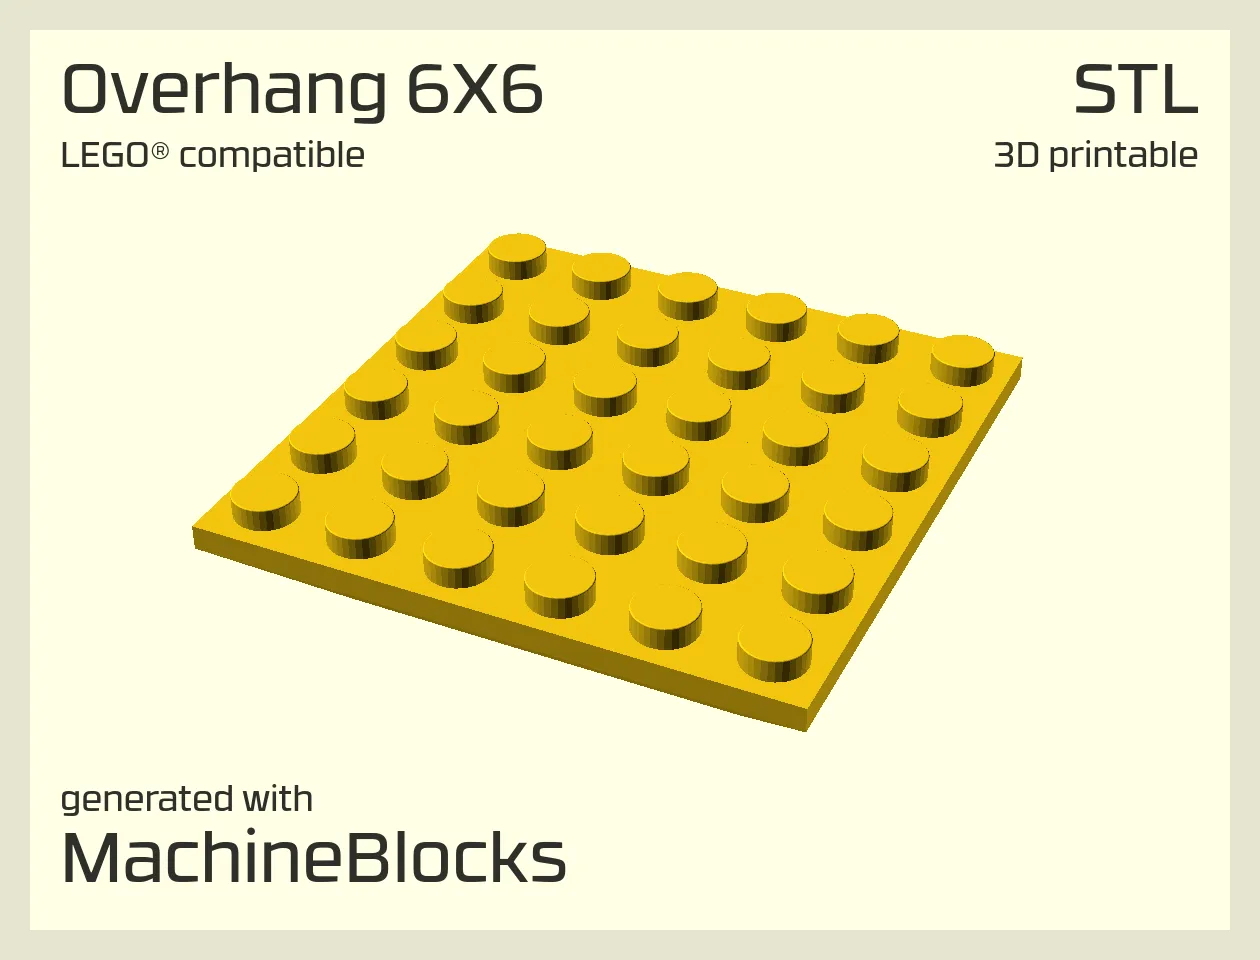 Overhang 6X6
STL
LEGO® compatible
3D printable
generated with
MachineBlocks